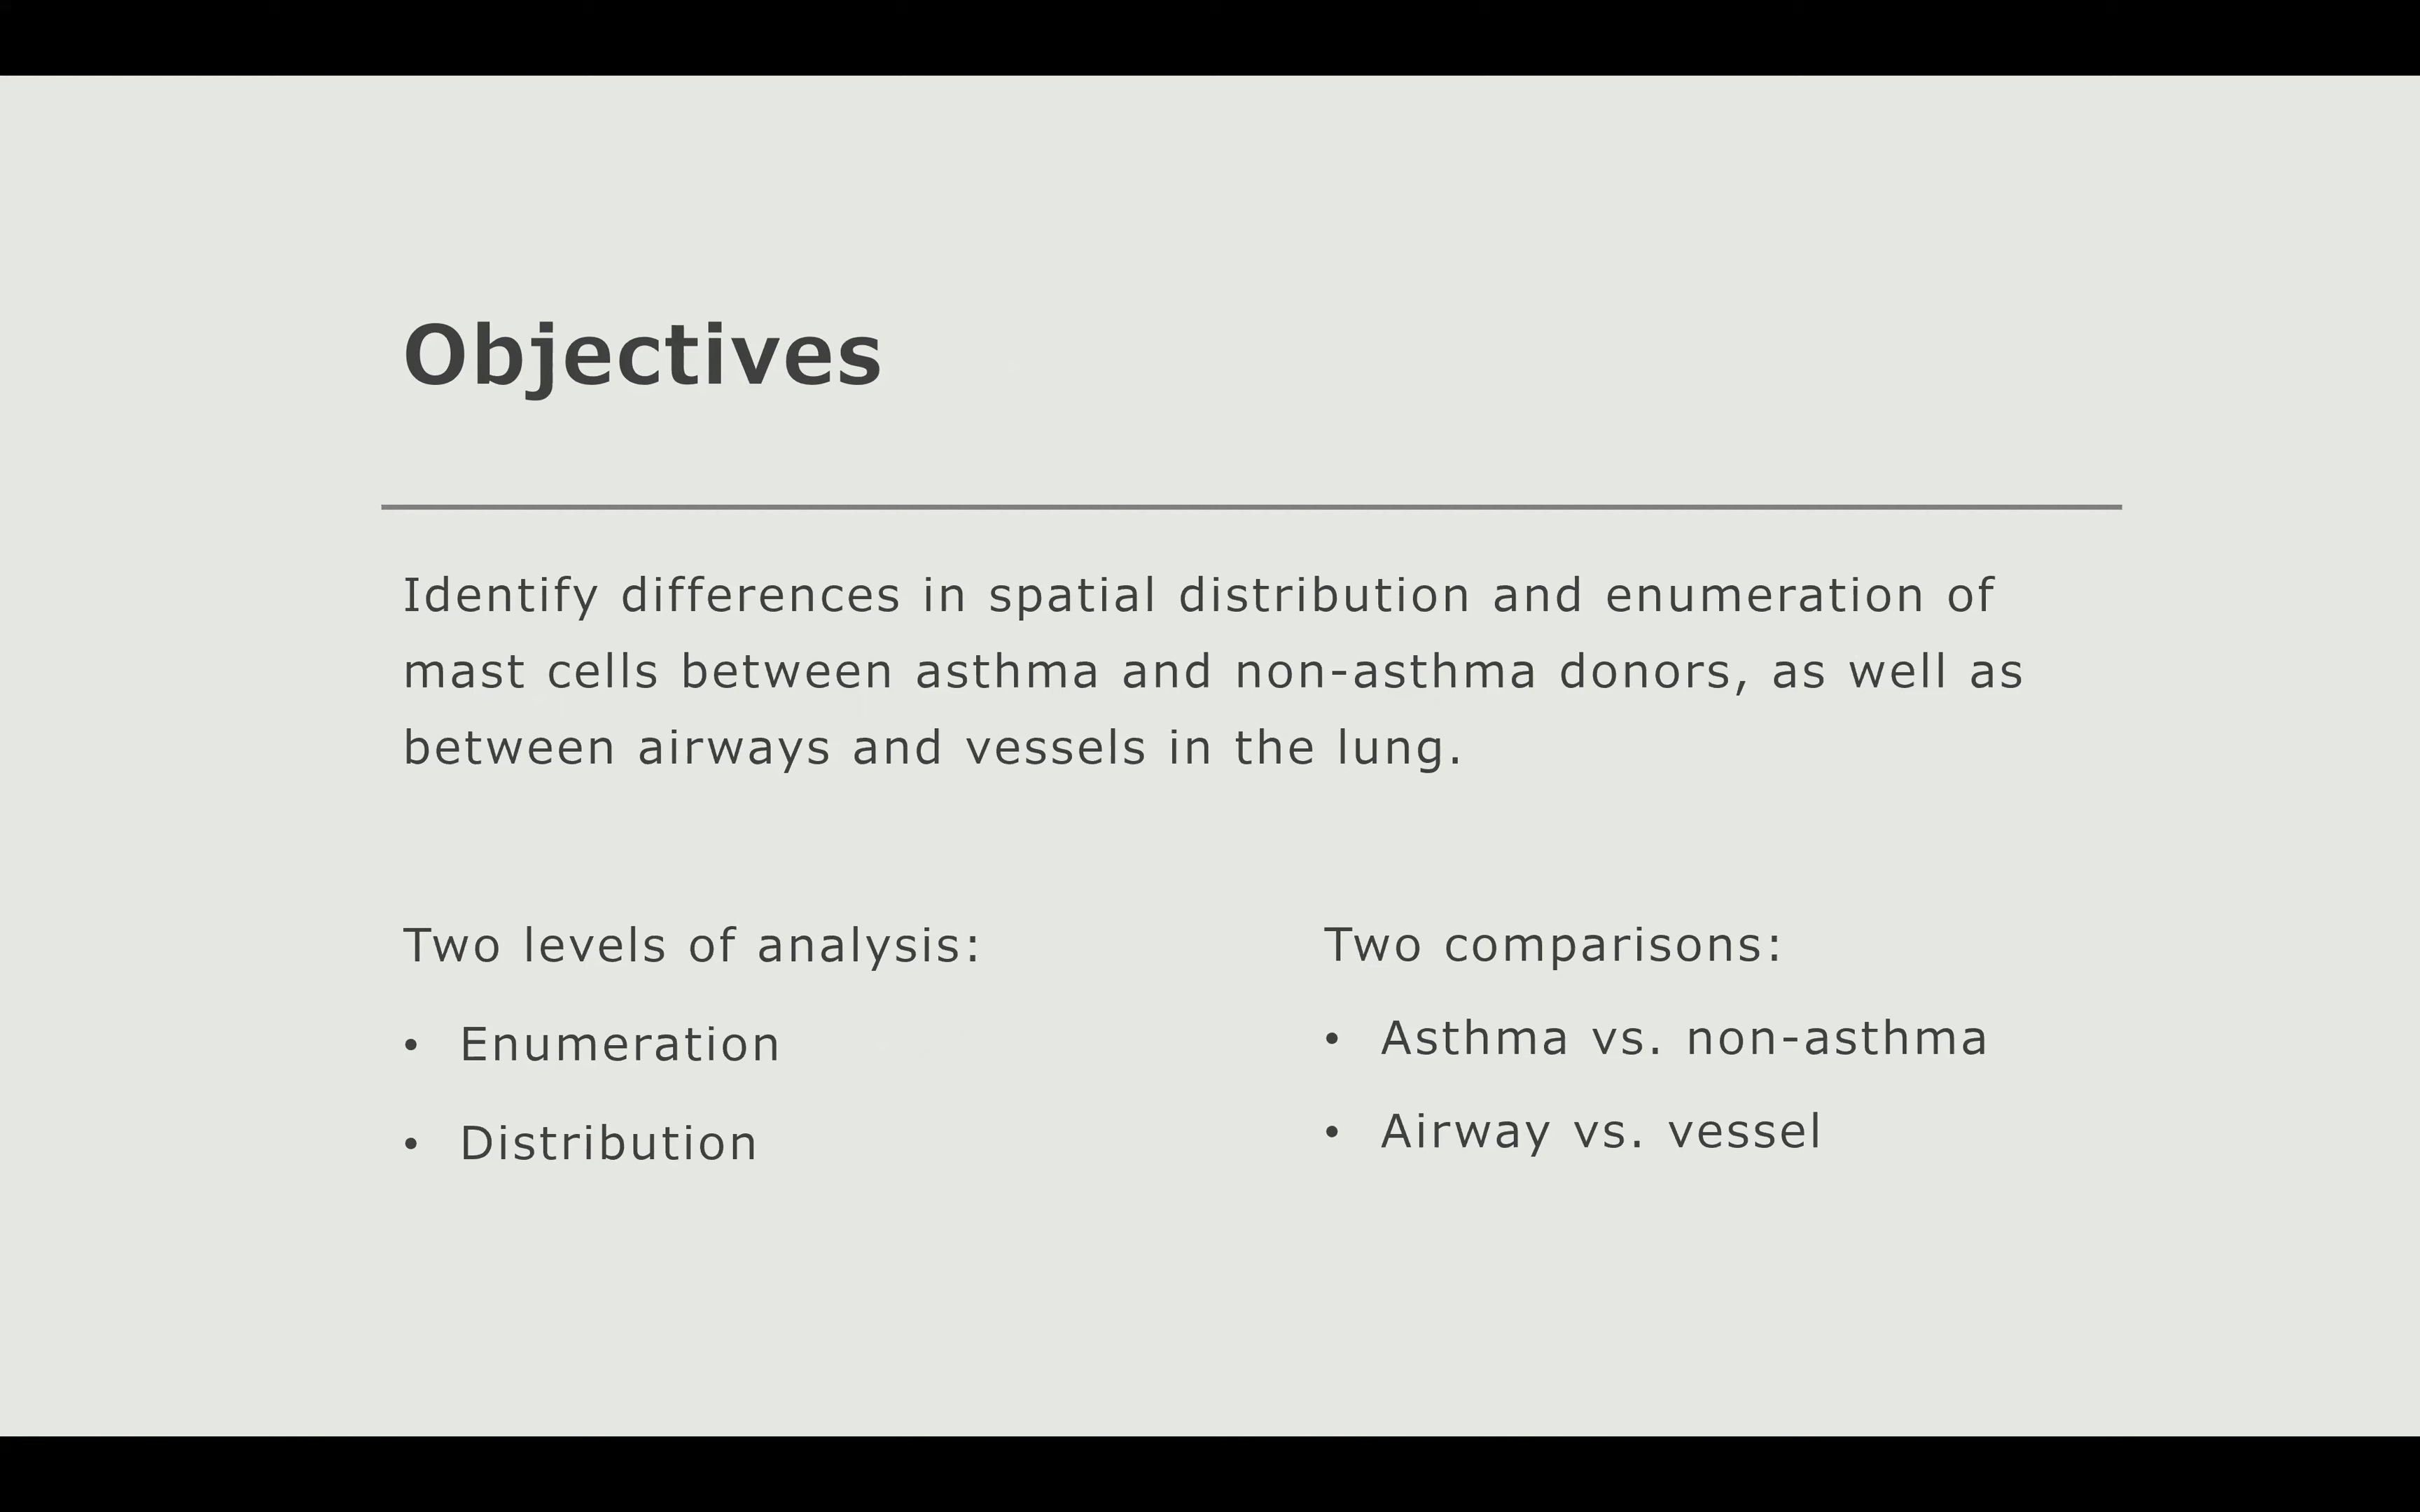 Objectives
Identify differences in spatial distribution and enumeration of
mast cells between asthma and non-asthma donors, as well as
between airways and vessels in the lung.
Two levels of analysis:
• Enumeration
• Distribution
Two comparisons:
• Asthma vs. non-asthma
• Airway vs. vessel